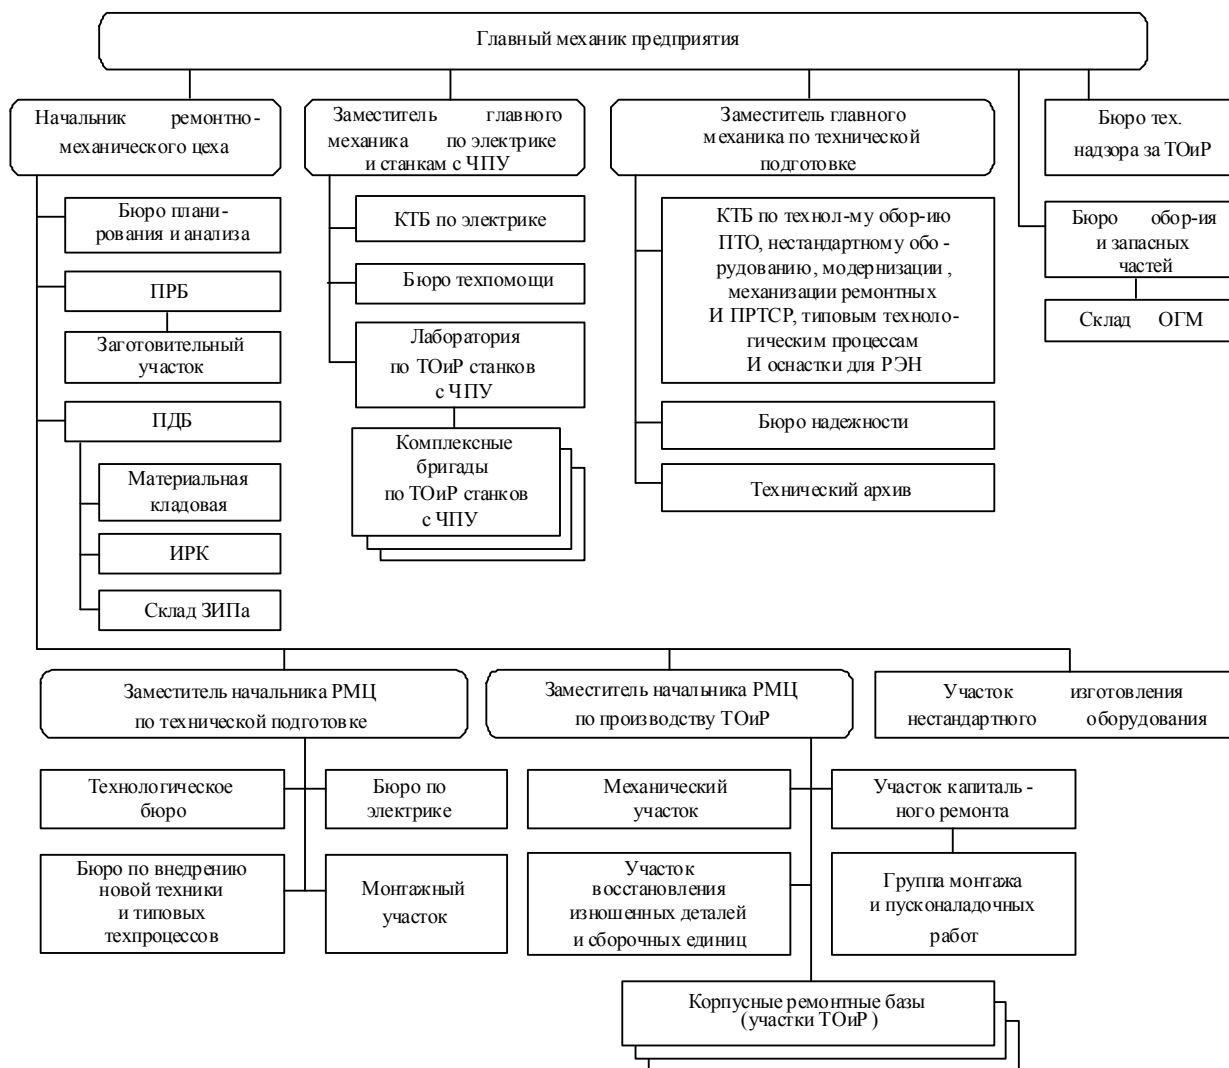 Главный механик предприятия
Начальник ремонтно-
механического цеха
Заместитель главного
механика по электрике
и станкам с ЧПУ
Заместитель главного
механика по технической
подготовке
Бюро тех.
надзора за ТОиР
Бюро плани-
рования и анализа
ПРБ
Заготовительный
участок
ПДБ
Материальная
кладовая
ИРК
Склад ЗИПа
КТБ по электрике
Бюро техпомощи
Лаборатория
по ТОиР станков
с ЧПУ
Комплексные
бригады
по ТОиР станков
с ЧПУ
КТБ по технол-му обор-ию
ПТО, нестандартному обо -
рудованию, модернизации ,
механизации ремонтных
И ПРТСР, типовым техноло-
гическим процессам
И оснастки для РЭН
Бюро надежности
Технический архив
Бюро обор-ия
и запасных
частей
Склад ОГМ
Заместитель начальника РМЦ
по технической подготовке
Заместитель начальника РМЦ
по производству ТОиР
Участок изготовления
нестандартного оборудования
Технологическое
бюро
Бюро по
электрике
Бюро по внедрению
новой техники
и типовых
техпроцессов
Монтажный
участок
Механический
участок
Участок капиталь -
ного ремонта
Участок
восстановления
изношенных деталей
и сборочных единиц
Группа монтажа
и пусконаладочных
работ
Корпусные ремонтные базы
(участки ТОиР )